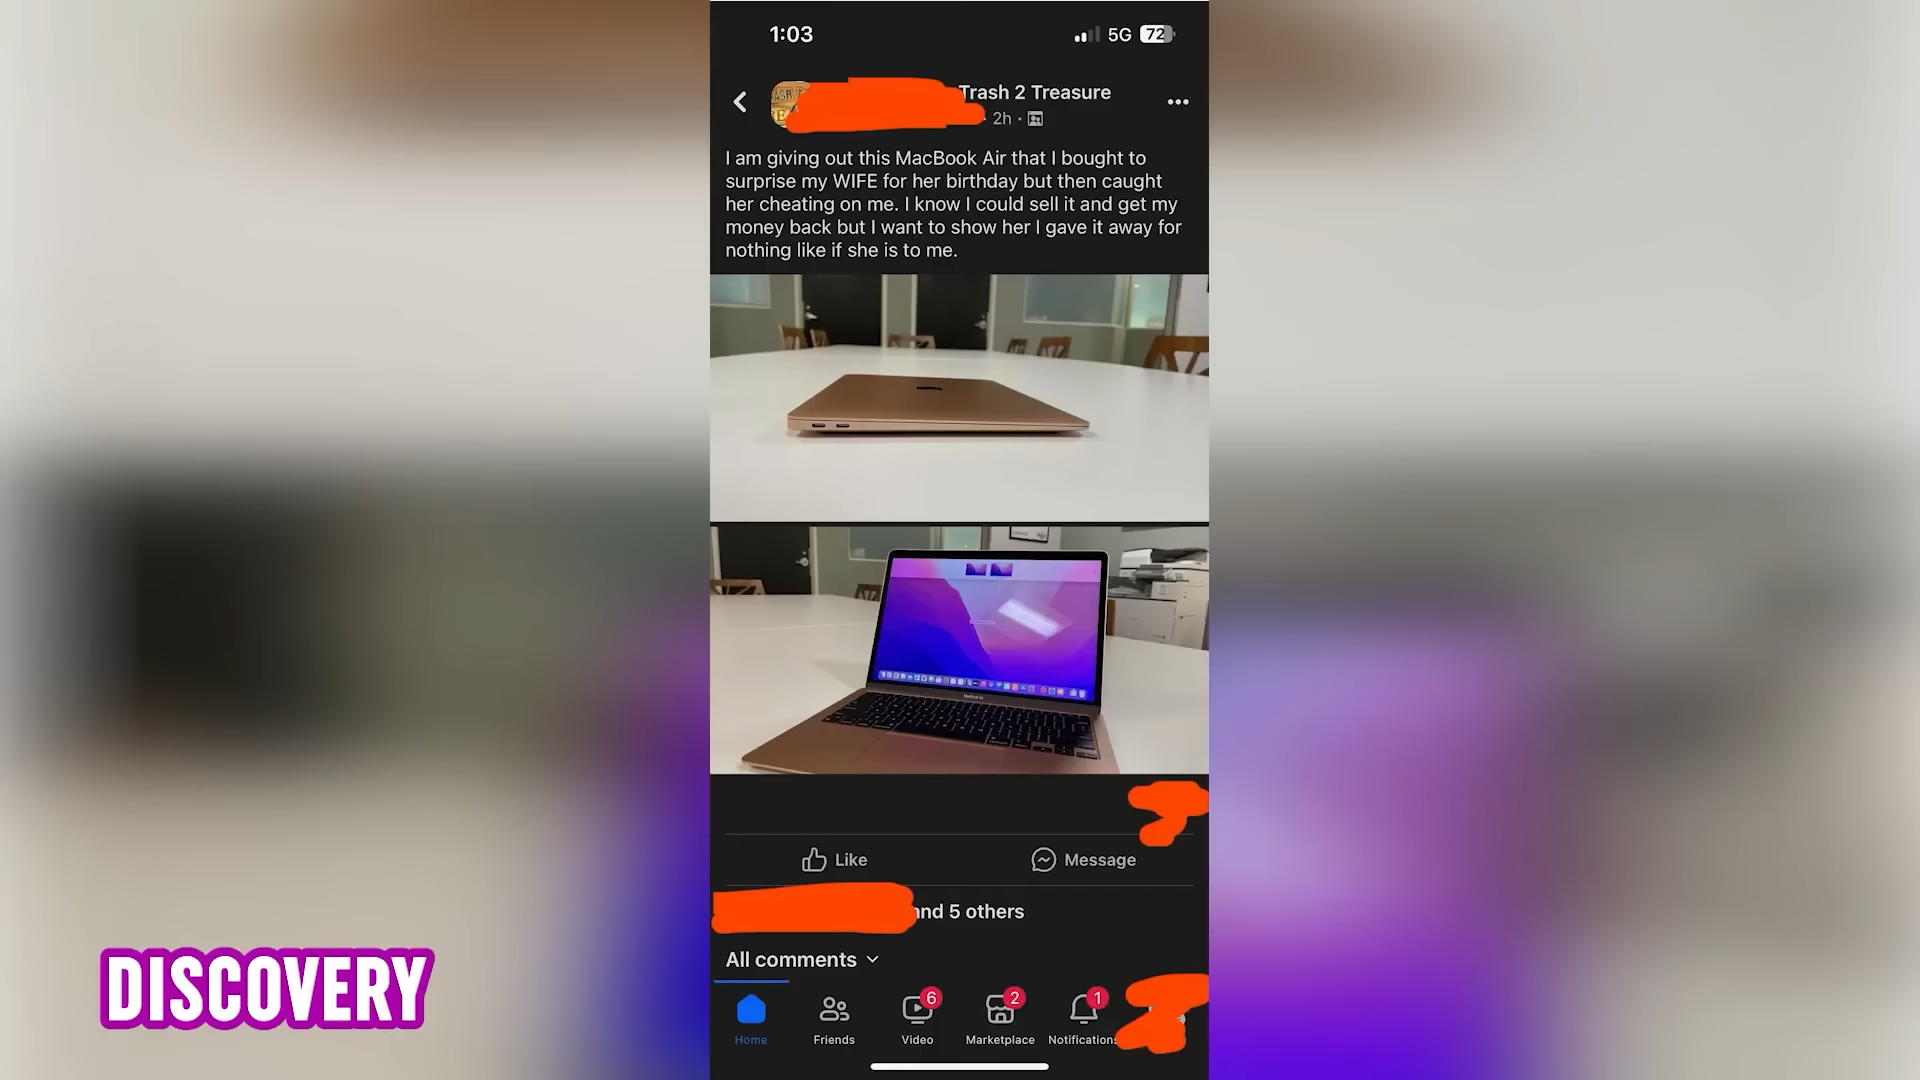 1:03
5G 72
Trash 2 Treasure
2h
I am giving out this MacBook Air that I bought to
surprise my WIFE for her birthday but then caught
her cheating on me. I know I could sell it and get my
money back but I want to show her I gave it away for
nothing like if she is to me.
Like
Message
and 5 others
All comments
6
2
1
Home
Friends
Video
Marketplace
Notifications
DISCOVERY